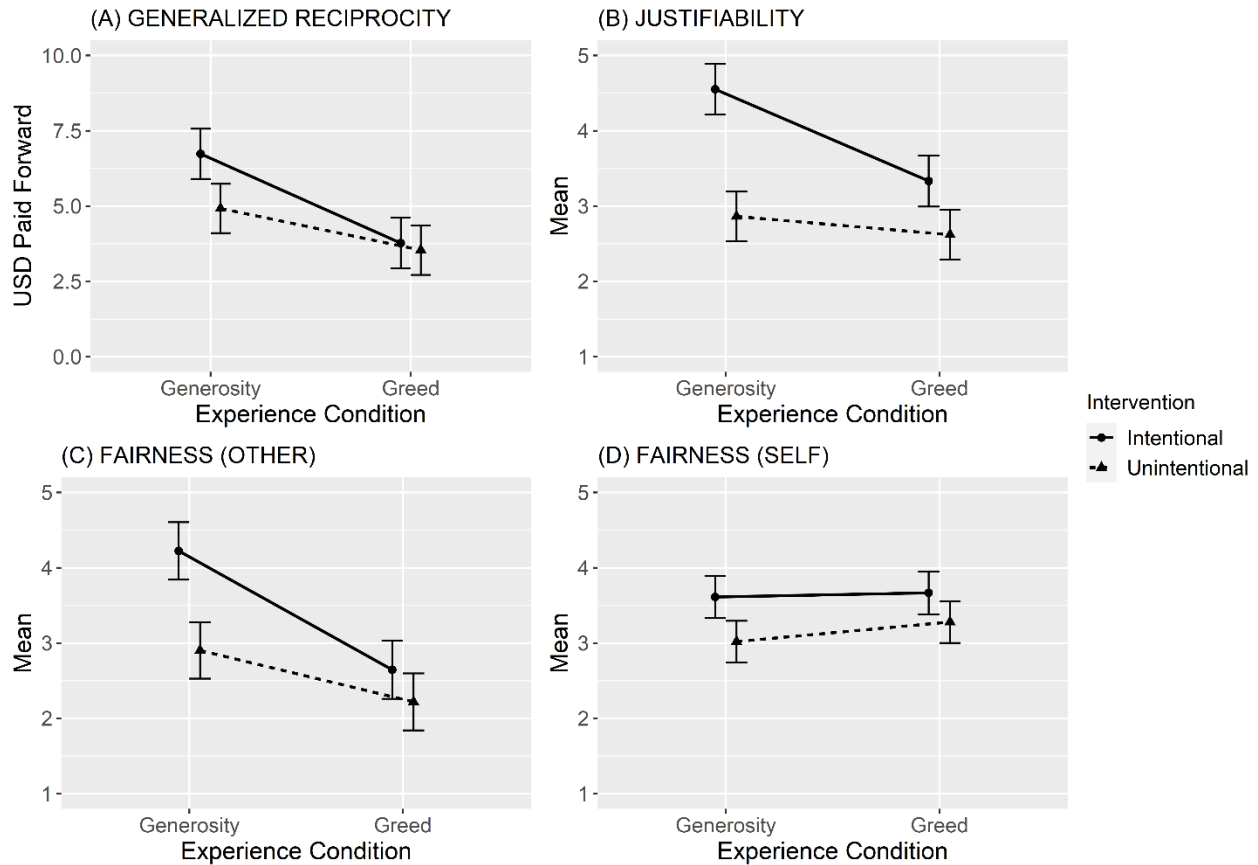 (A) GENERALIZED RECIPROCITY
10.0
7.5
5.0
2.5
0.0
USD Paid Forward
Generosity Greed
Experience Condition
(B) JUSTIFIABILITY
5
4
3
2
1
Mean
Generosity Greed
Experience Condition
(C) FAIRNESS (OTHER)
5
4
3
2
1
Mean
Generosity Greed
Experience Condition
(D) FAIRNESS (SELF)
5
4
3
2
1
Mean
Generosity Greed
Experience Condition
Intervention
Intentional
Unintentional